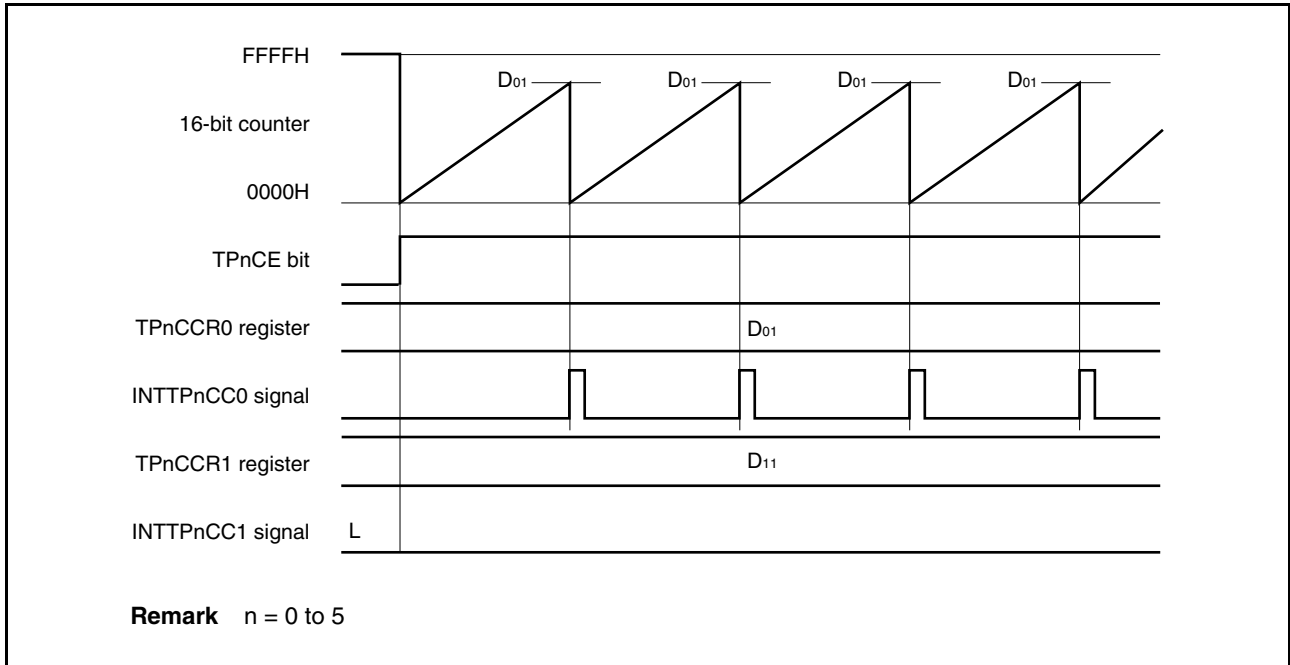 FFFFH
D01 D01 D01 D01
16-bit counter
0000H
TPnCE bit
TPnCCR0 register D01
INTTPnCC0 signal
TPnCCR1 register D11
INTTPnCC1 signal L
Remark n = 0 to 5